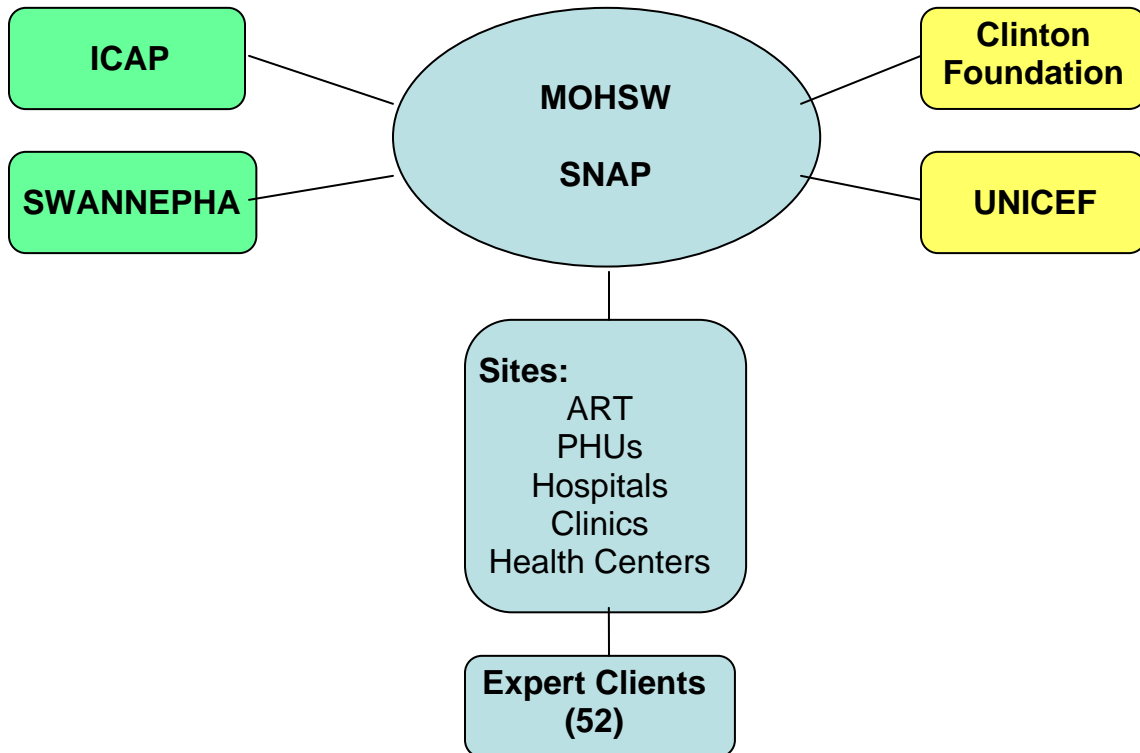 ICAP
MOHSW
SNAP
Clinton
Foundation
SWANNEPHA
UNICEF
Sites:
ART
PHUs
Hospitals
Clinics
Health Centers
Expert Clients
(52)